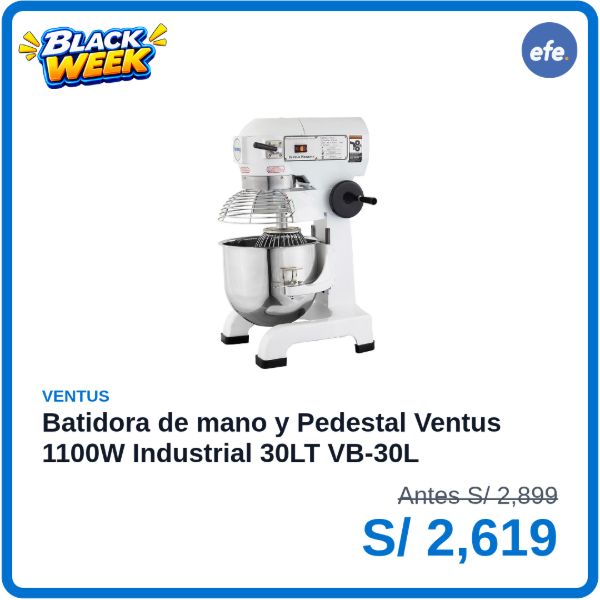 BLACK
WEEK
efe.
VENTUS
Batidora de mano y Pedestal Ventus
1100W Industrial 30LT VB-30L
Antes S/ 2,899
S/ 2,619